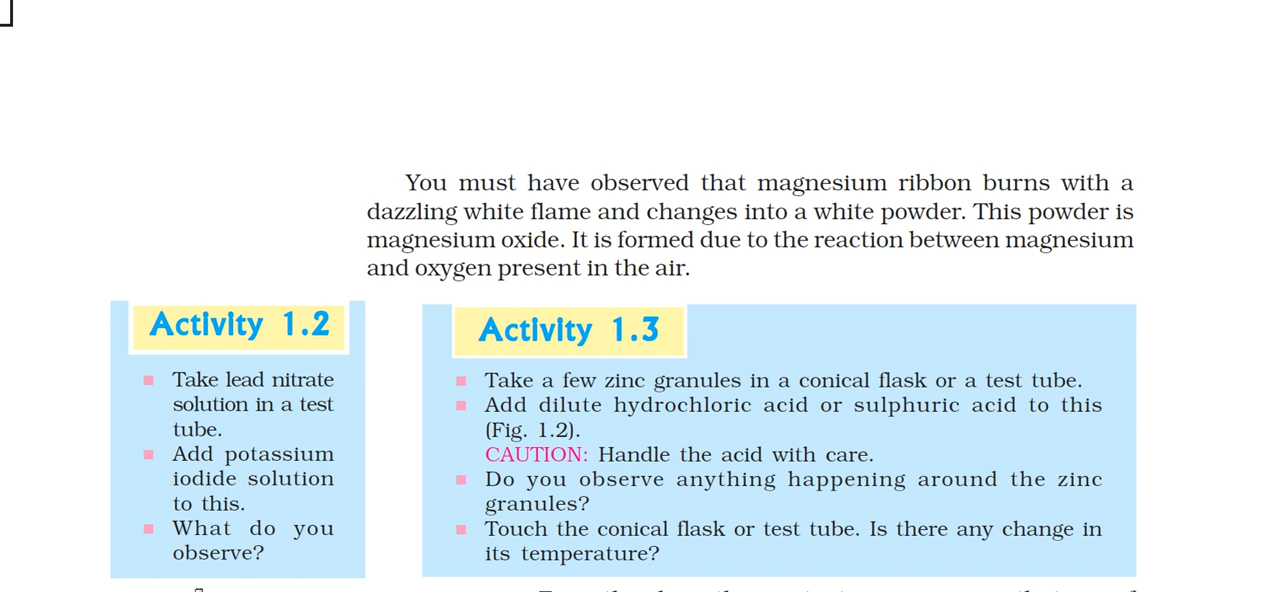 You must have observed that magnesium ribbon burns with a
dazzling white flame and changes into a white powder. This powder is
magnesium oxide. It is formed due to the reaction between magnesium
and oxygen present in the air.
Activity 1.2
Take lead nitrate
solution in a test
tube.
Add potassium
iodide solution
to this.
What do you
observe?
Activity 1.3
Take a few zinc granules in a conical flask or a test tube.
Add dilute hydrochloric acid or sulphuric acid to this
(Fig. 1.2).
CAUTION: Handle the acid with care.
Do you observe anything happening around the zinc
granules?
Touch the conical flask or test tube. Is there any change in
its temperature?